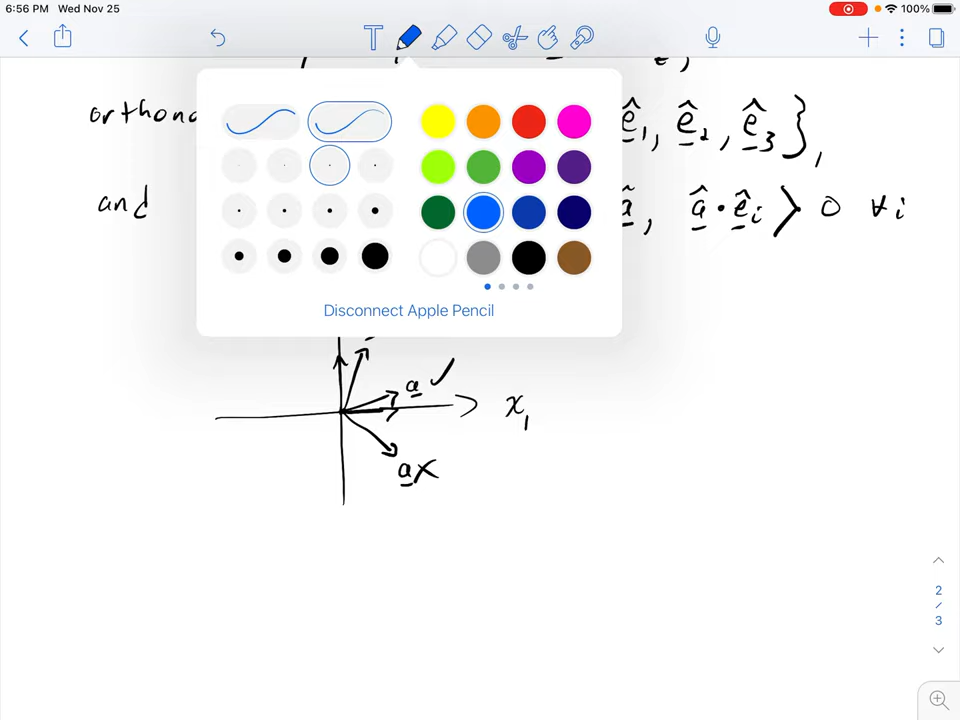 6:56 PM Wed Nov 25 100%
T
orthono ê1, ê2, ê3},
and â, â · êi > 0 ∀i
Disconnect Apple Pencil
a ✓
x1
a x
2
/
3